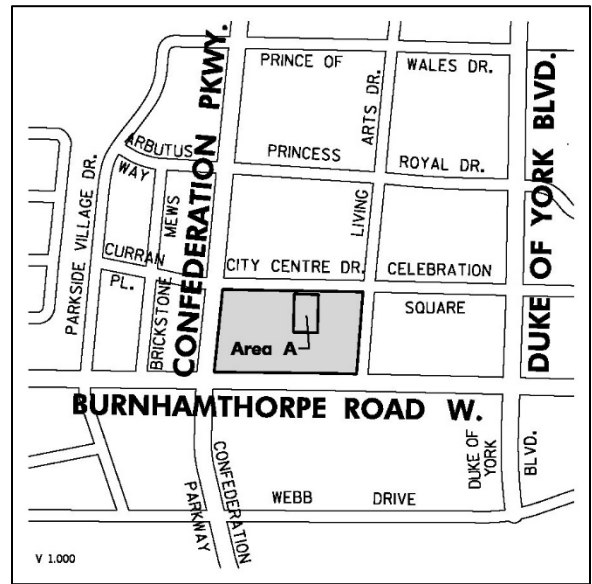 PRINCE OF WALES DR.
CONFEDERATION PKWY.
ARTS DR.
DUKE OF YORK BLVD.
ARBUTUS
WAY
PRINCESS ROYAL DR.
PARKSIDE VILLAGE DR.
MEWS
LIVING
CURRAN
PL.
CITY CENTRE DR.
CELEBRATION
SQUARE
BRICKSTONE
Area A
BURNHAMTHORPE ROAD W.
CONFEDERATION
PARKWAY
DUKE OF
YORK
BLVD.
WEBB DRIVE
V 1.000